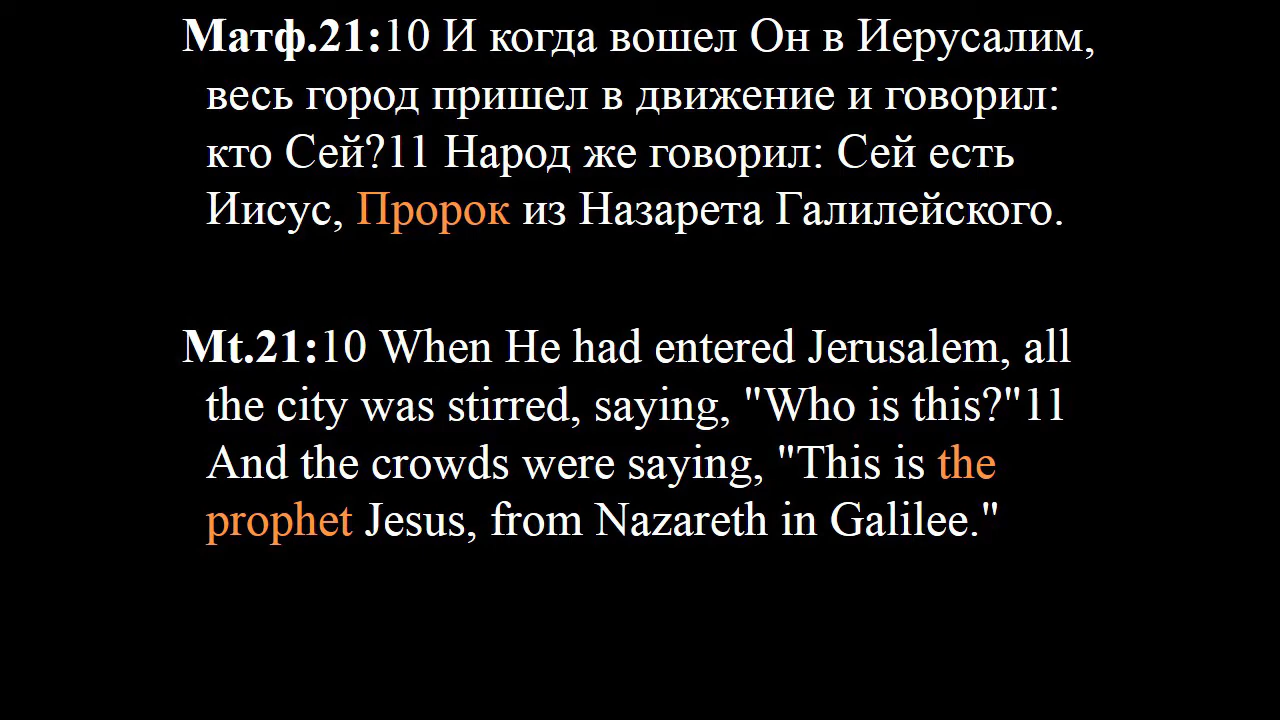 Матф.21:10 И когда вошел Он в Иерусалим,
весь город пришел в движение и говорил:
кто Сей?11 Народ же говорил: Сей есть
Иисус, Пророк из Назарета Галилейского.
Mt.21:10 When He had entered Jerusalem, all
the city was stirred, saying, "Who is this?"11
And the crowds were saying, "This is the
prophet Jesus, from Nazareth in Galilee."